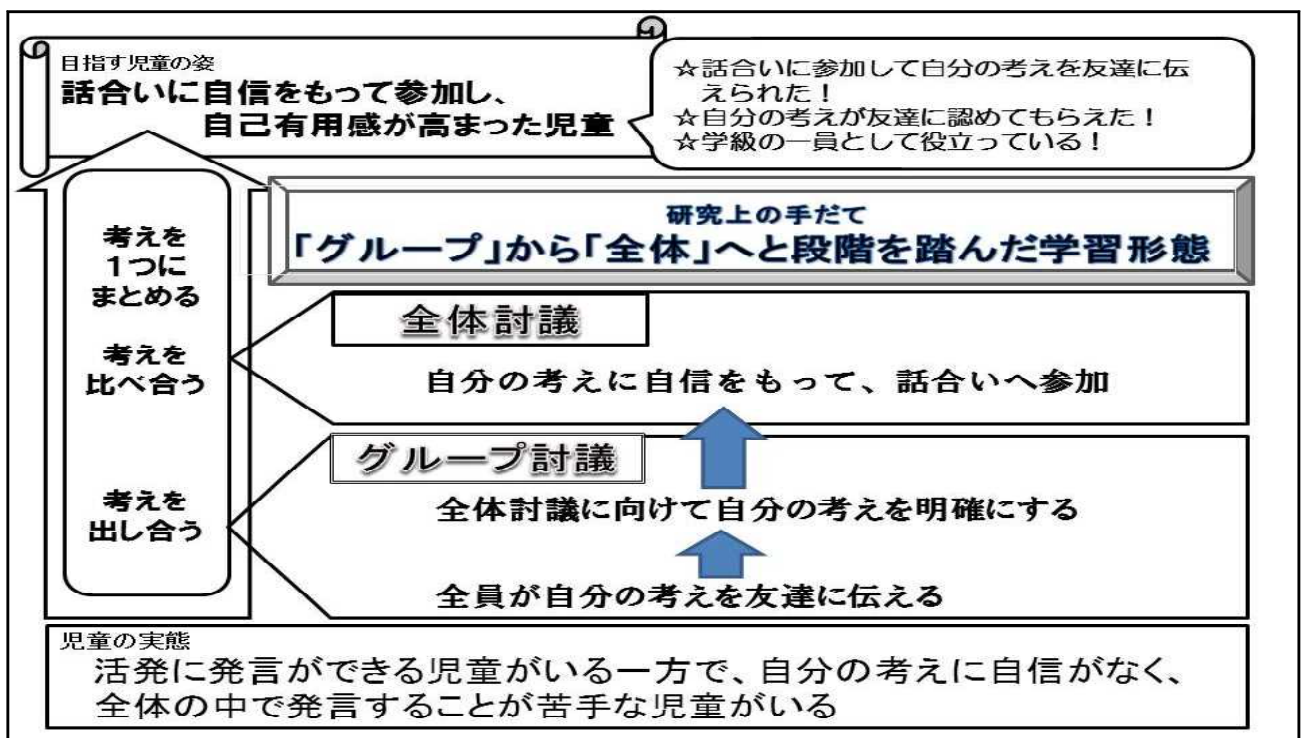 目指す児童の姿
話合いに自信をもって参加し、
自己有用感が高まった児童
☆話合いに参加して自分の考えを友達に伝
えられた！
☆自分の考えが友達に認めてもらえた！
☆学級の一員として役立っている！
研究上の手だて
「グループ」から「全体」へと段階を踏んだ学習形態
考えを
１つに
まとめる
考えを
比べ合う
考えを
出し合う
全体討議
自分の考えに自信をもって、話合いへ参加
グループ討議
全体討議に向けて自分の考えを明確にする
全員が自分の考えを友達に伝える
児童の実態
活発に発言ができる児童がいる一方で、自分の考えに自信がなく、
全体の中で発言することが苦手な児童がいる